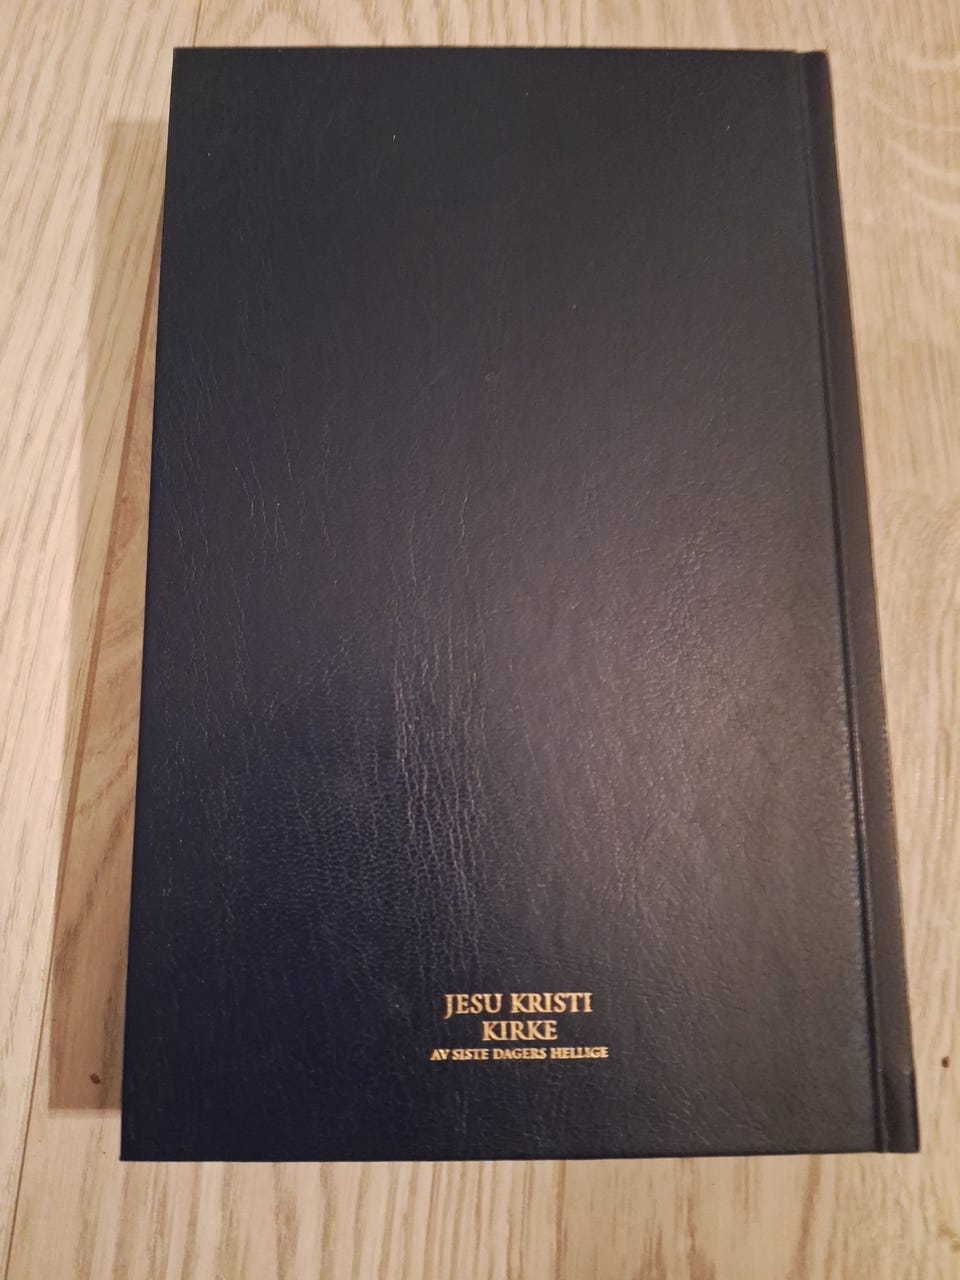 JESU KRISTI
KIRKE
AV SISTE DAGERS HELLIGE